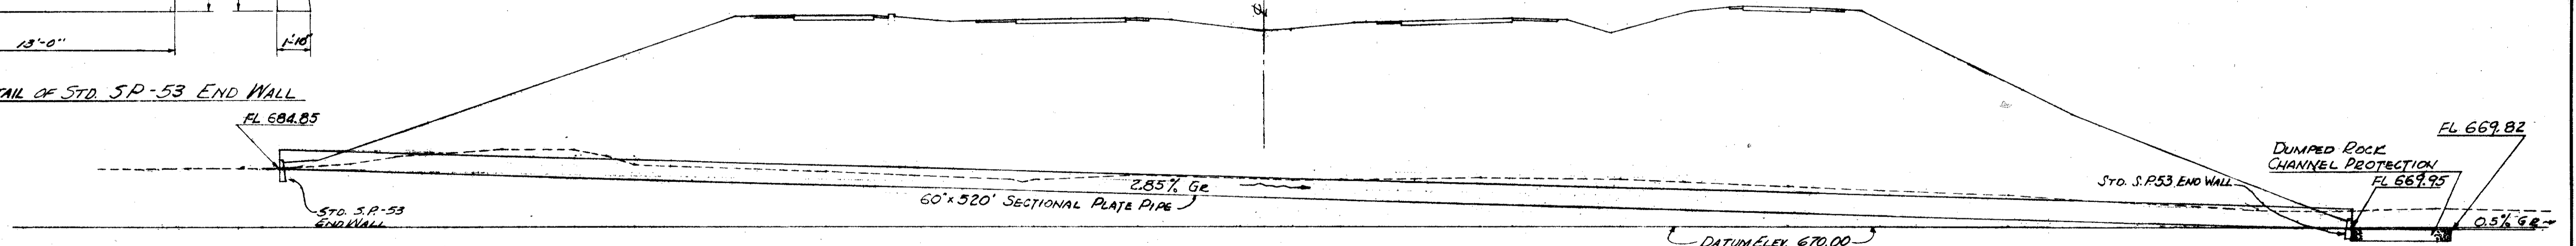 13'-0"
1'-10"
TAIL OF STD. S.P.-53 END WALL
FL 684.85
STD. S.P.-53
END WALL
2.85% GR
60"x520' SECTIONAL PLATE PIPE
DATUM ELEV. 670.00
STD. S.P.53 END WALL
DUMPED ROCK
CHANNEL PROTECTION
FL 669.95
FL 669.82
0.5% GR